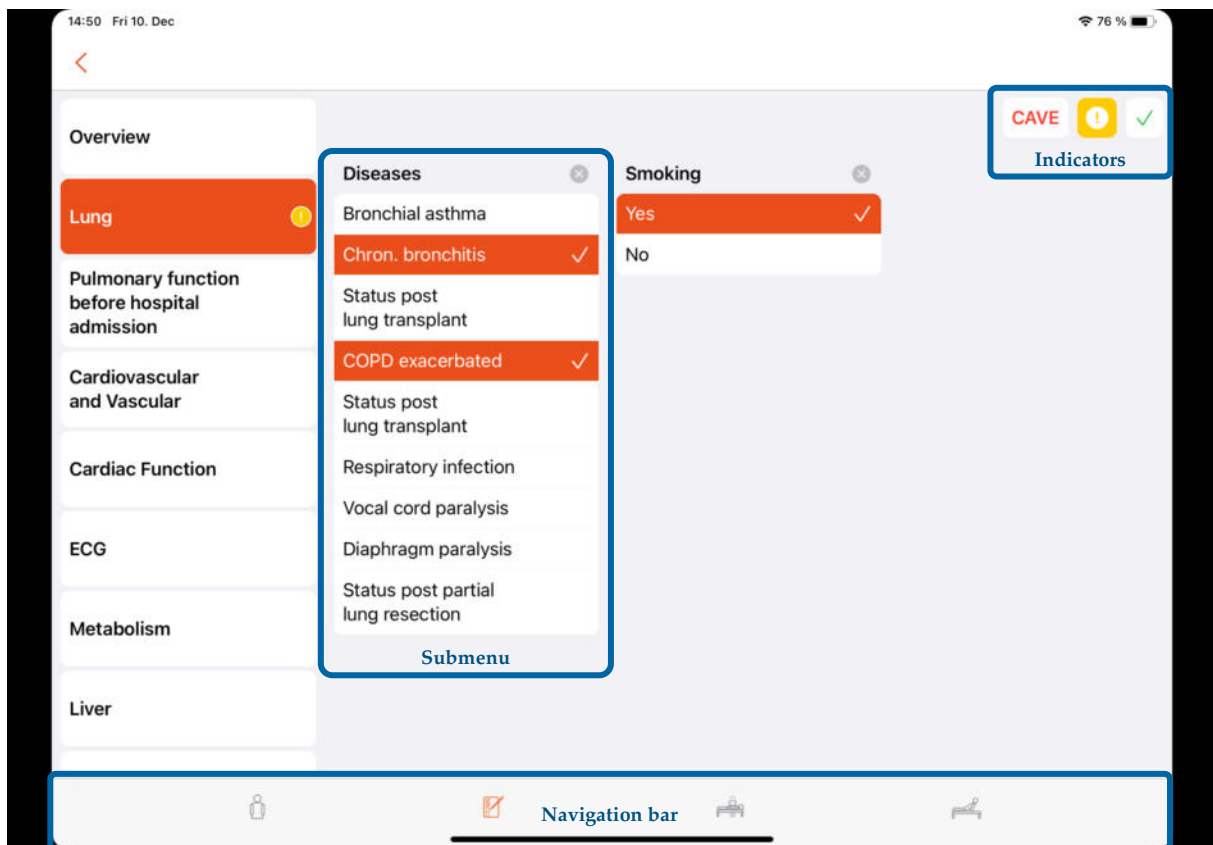 14:50 Fri 10. Dec
76 %
Overview
Lung
Pulmonary function
before hospital
admission
Cardiovascular
and Vascular
Cardiac Function
ECG
Metabolism
Liver
Diseases
Bronchial asthma
Chron. bronchitis
Status post
lung transplant
COPD exacerbated
Status post
lung transplant
Respiratory infection
Vocal cord paralysis
Diaphragm paralysis
Status post partial
lung resection
Submenu
Smoking
Yes
No
CAVE
Indicators
Navigation bar